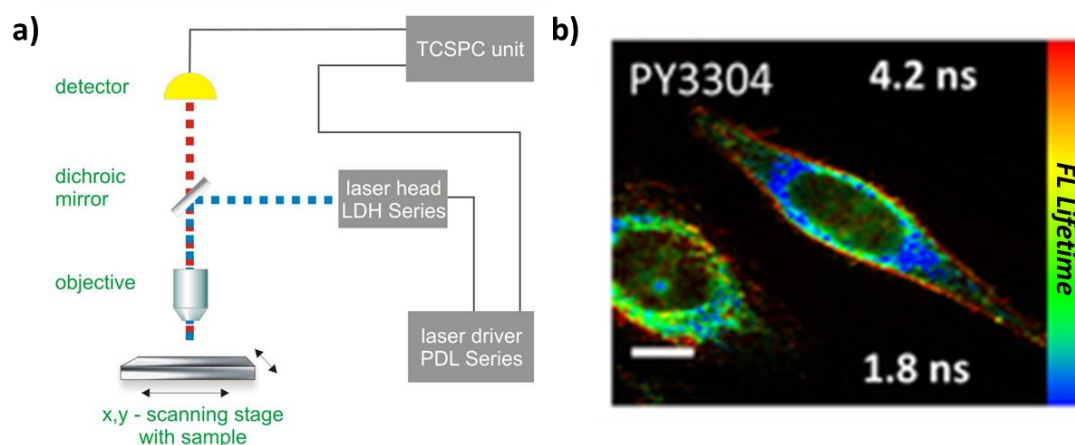 a)
TCSPC unit
detector
dichroic
mirror
laser head
LDH Series
objective
laser driver
PDL Series
x,y - scanning stage
with sample
b)
PY3304
4.2 ns
FL Lifetime
1.8 ns